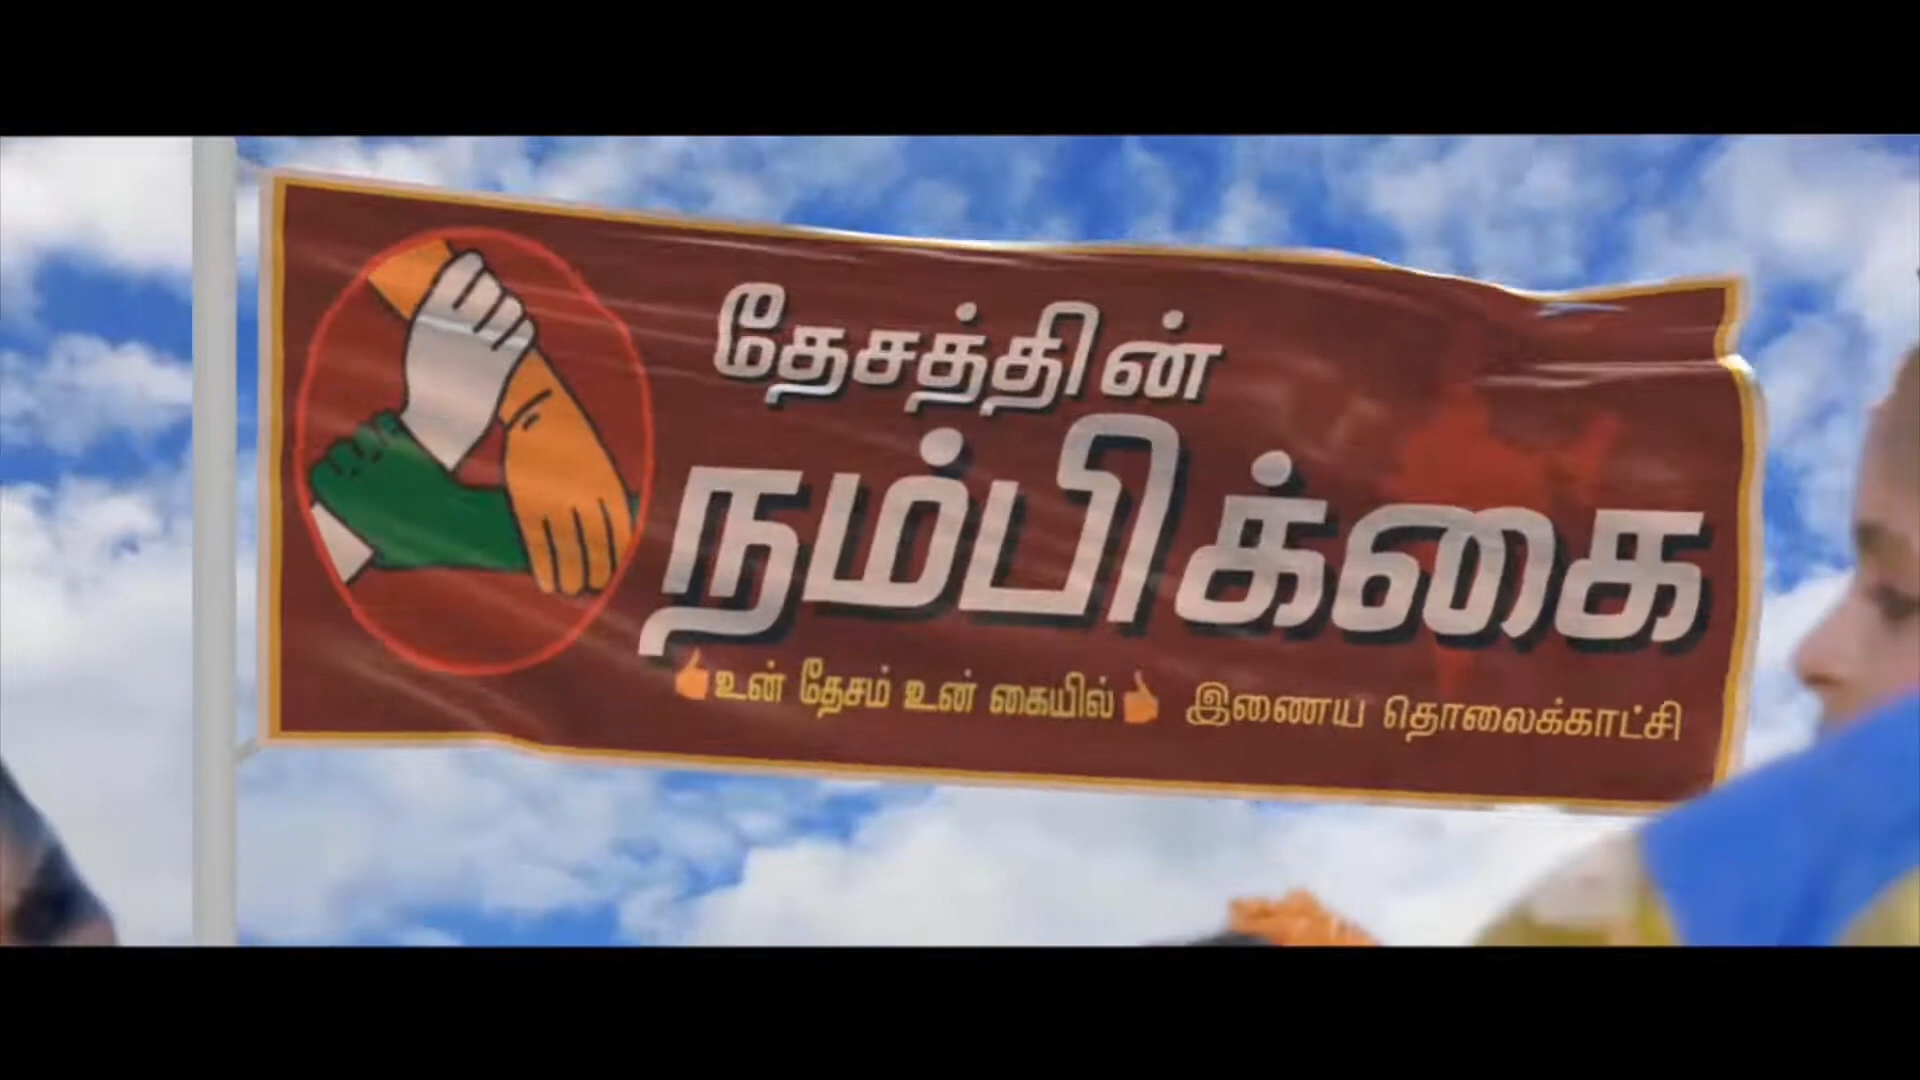 தேசத்தின்
நம்பிக்கை
உன் தேசம் உன் கையில் இணைய தொலைக்காட்சி